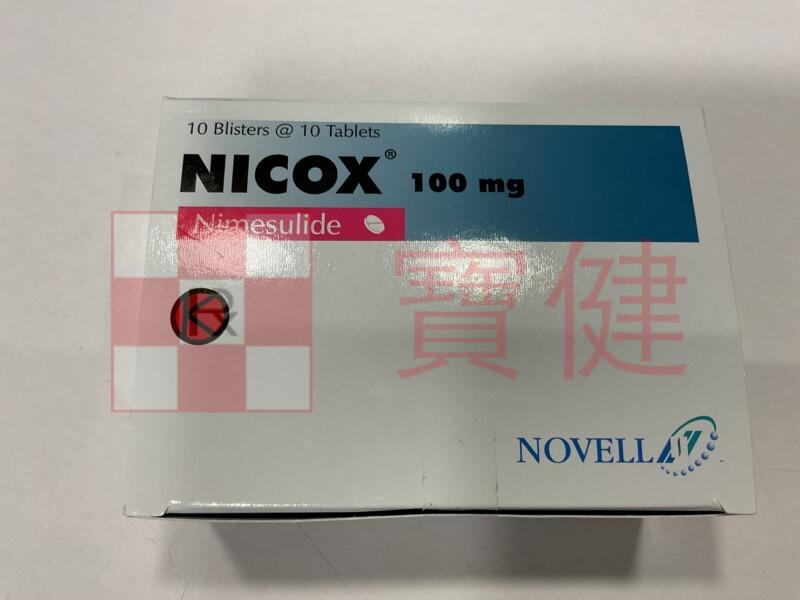 10 Blisters @ 10 Tablets
NICOX® 100 mg
Nimesulide
K
寶健
NOVELL